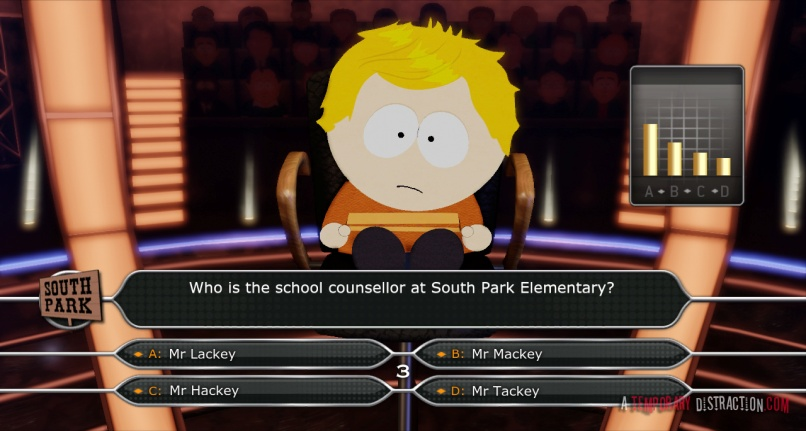 A B C D
SOUTH
PARK
Who is the school counsellor at South Park Elementary?
A: Mr Lackey
B: Mr Mackey
3
C: Mr Hackey
D: Mr Tackey
A TEMPORARY DISTRACTION.COM